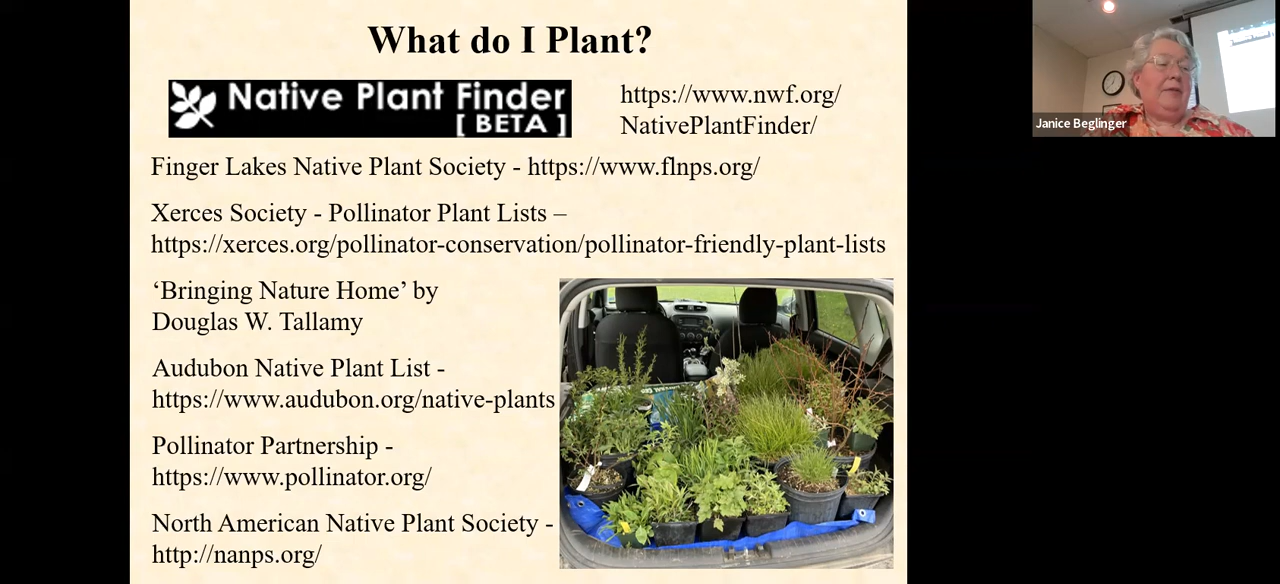 What do I Plant?
Native Plant Finder
[ BETA ]
https://www.nwf.org/
NativePlantFinder/
Finger Lakes Native Plant Society - https://www.flnps.org/
Xerces Society - Pollinator Plant Lists –
https://xerces.org/pollinator-conservation/pollinator-friendly-plant-lists
‘Bringing Nature Home’ by
Douglas W. Tallamy
Audubon Native Plant List -
https://www.audubon.org/native-plants
Pollinator Partnership -
https://www.pollinator.org/
North American Native Plant Society -
http://nanps.org/
Janice Beglinger